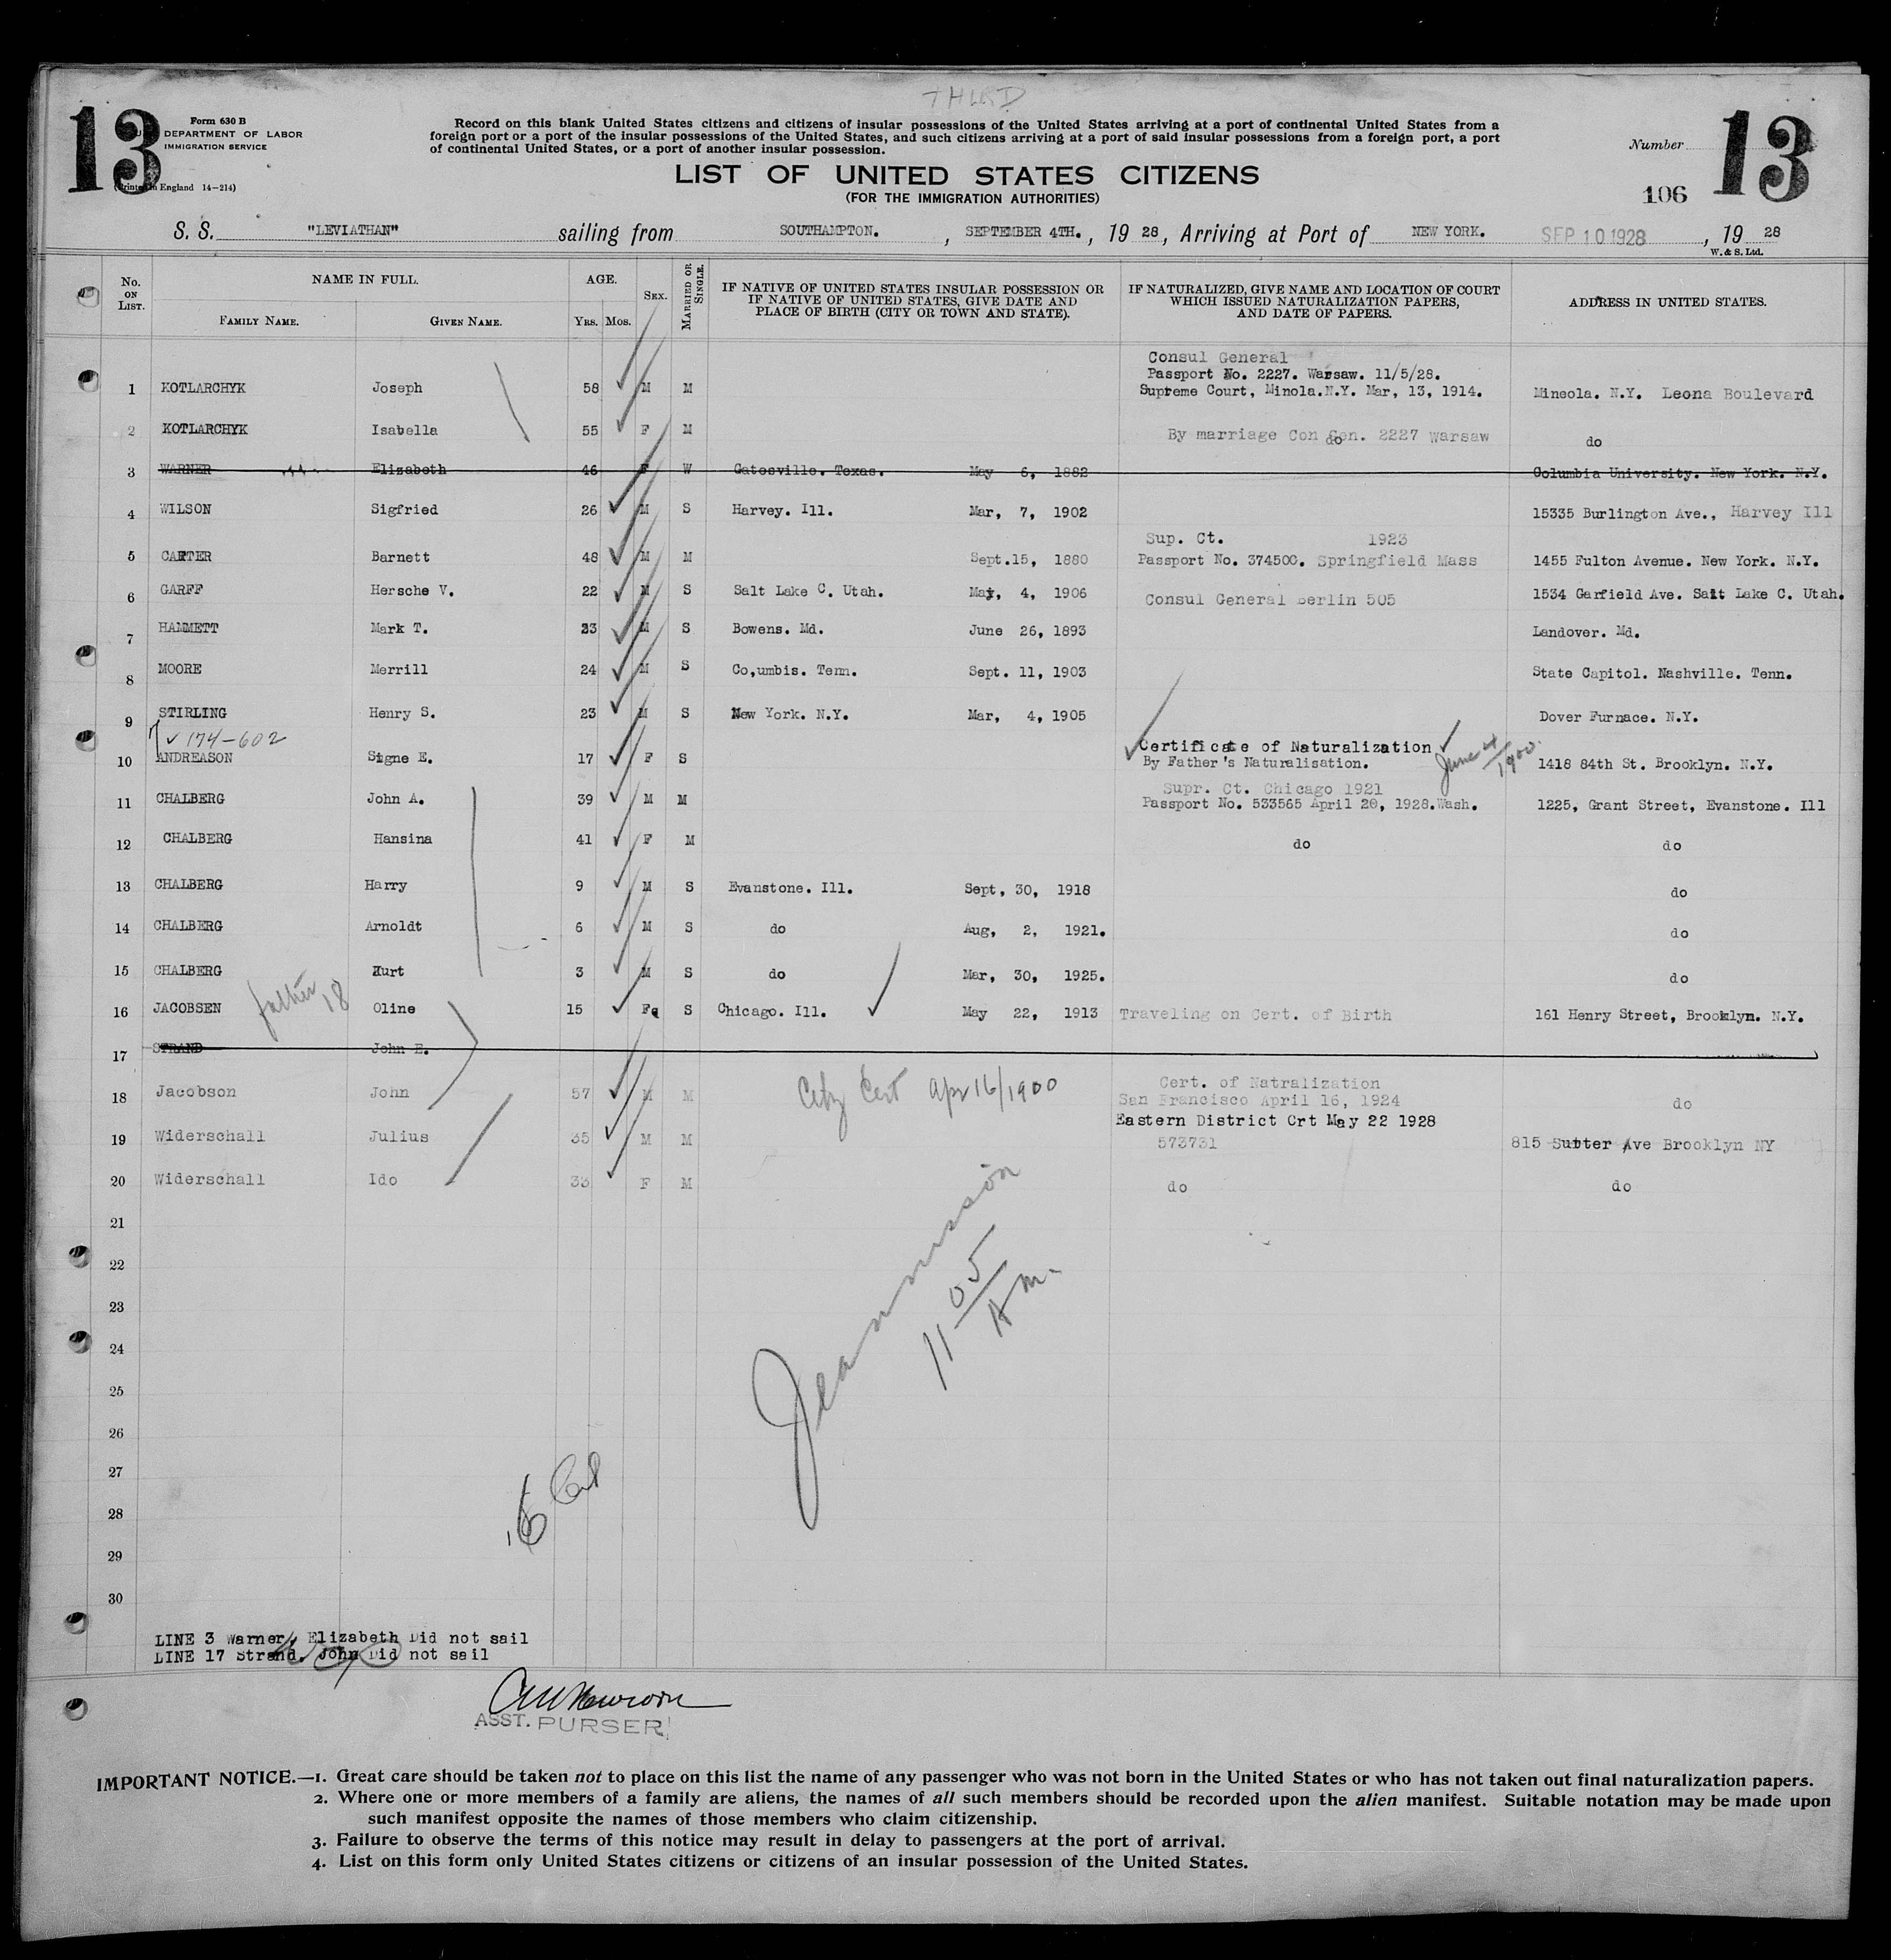 THIRD
13
Form 630 B
DEPARTMENT OF LABOR
IMMIGRATION SERVICE
(Printed in England 14—214)
Record on this blank United States citizens and citizens of insular possessions of the United States arriving at a port of continental United States from a
foreign port or a port of the insular possessions of the United States, and such citizens arriving at a port of said insular possessions from a foreign port, a port
of continental United States, or a port of another insular possession.
Number
13
106
LIST OF UNITED STATES CITIZENS
(FOR THE IMMIGRATION AUTHORITIES)
S. S. "LEVIATHAN" sailing from SOUTHAMPTON. , SEPTEMBER 4TH. , 19 28, Arriving at Port of NEW YORK. SEP 10 1928 , 19 28
W. & S. Ltd.
No. ON LIST. NAME IN FULL. AGE. SEX. MARRIED OR SINGLE. IF NATIVE OF UNITED STATES INSULAR POSSESSION OR IF NATIVE OF UNITED STATES, GIVE DATE AND PLACE OF BIRTH (CITY OR TOWN AND STATE). IF NATURALIZED, GIVE NAME AND LOCATION OF COURT WHICH ISSUED NATURALIZATION PAPERS, AND DATE OF PAPERS. ADDRESS IN UNITED STATES.
FAMILY NAME. GIVEN NAME. YRS. MOS.
Consul General
Passport No. 2227. Warsaw. 11/5/28.
1 KOTLARCHYK Joseph 58 M M Supreme Court, Minola.N.Y. Mar, 13, 1914. Mineola. N.Y. Leona Boulevard
2 KOTLARCHYK Isabella 55 F M By marriage Con Gen. 2227 Warsaw do do
3 WARNER Elizabeth 46 F W Gatesville. Texas. May 6, 1882 Columbia University. New York. N.Y.
4 WILSON Sigfried 26 M S Harvey. Ill. Mar, 7, 1902 15335 Burlington Ave., Harvey Ill
Sup. Ct. 1923
5 CARTER Barnett 48 M M Sept.15, 1880 Passport No. 374500. Springfield Mass 1455 Fulton Avenue. New York. N.Y.
6 GARFF Hersche V. 22 M S Salt Lake C. Utah. May, 4, 1906 Consul General Berlin 505 1534 Garfield Ave. Salt Lake C. Utah.
7 HAMMETT Mark T. 33 M S Bowens. Md. June 26, 1893 Landover. Md.
8 MOORE Merrill 24 M S Co,umbis. Tenn. Sept. 11, 1903 State Capitol. Nashville. Tenn.
9 STIRLING Henry S. 23 M S New York. N.Y. Mar, 4, 1905 Dover Furnace. N.Y.
174-602
Certificate of Naturalization June 4/1900.
10 ANDREASON Signe E. 17 F S By Father's Naturalisation. 1418 84th St. Brooklyn. N.Y.
Supr. Ct. Chicago 1921
11 CHALBERG John A. 39 M M Passport No. 533565 April 20, 1928.Wash. 1225, Grant Street, Evanstone. Ill
12 CHALBERG Hansina 41 F M do do
13 CHALBERG Harry 9 M S Evanstone. Ill. Sept, 30, 1918 do
14 CHALBERG Arnoldt 6 M S do Aug, 2, 1921. do
15 CHALBERG Kurt 3 M S do Mar, 30, 1925. do
father 18
16 JACOBSEN Oline 15 F S Chicago. Ill. May 22, 1913 Traveling on Cert. of Birth 161 Henry Street, Brooklyn. N.Y.
17 STRAND John E.
Cert. of Natralization
18 Jacobson John 57 M M City Cert Apr 16/1900 San Francisco April 16, 1924 do
Eastern District Crt May 22 1928
19 Widerschall Julius 35 M M 573731 815 Sutter Ave Brooklyn NY
20 Widerschall Ido 33 F M do do
21
22
23
11 05/Am.
24
25
26
27
28
16
29
30
LINE 3 Warner, Elizabeth Did not sail
LINE 17 Strand. John Did not sail
ASST. PURSER
IMPORTANT NOTICE.—1. Great care should be taken not to place on this list the name of any passenger who was not born in the United States or who has not taken out final naturalization papers.
2. Where one or more members of a family are aliens, the names of all such members should be recorded upon the alien manifest. Suitable notation may be made upon
such manifest opposite the names of those members who claim citizenship.
3. Failure to observe the terms of this notice may result in delay to passengers at the port of arrival.
4. List on this form only United States citizens or citizens of an insular possession of the United States.